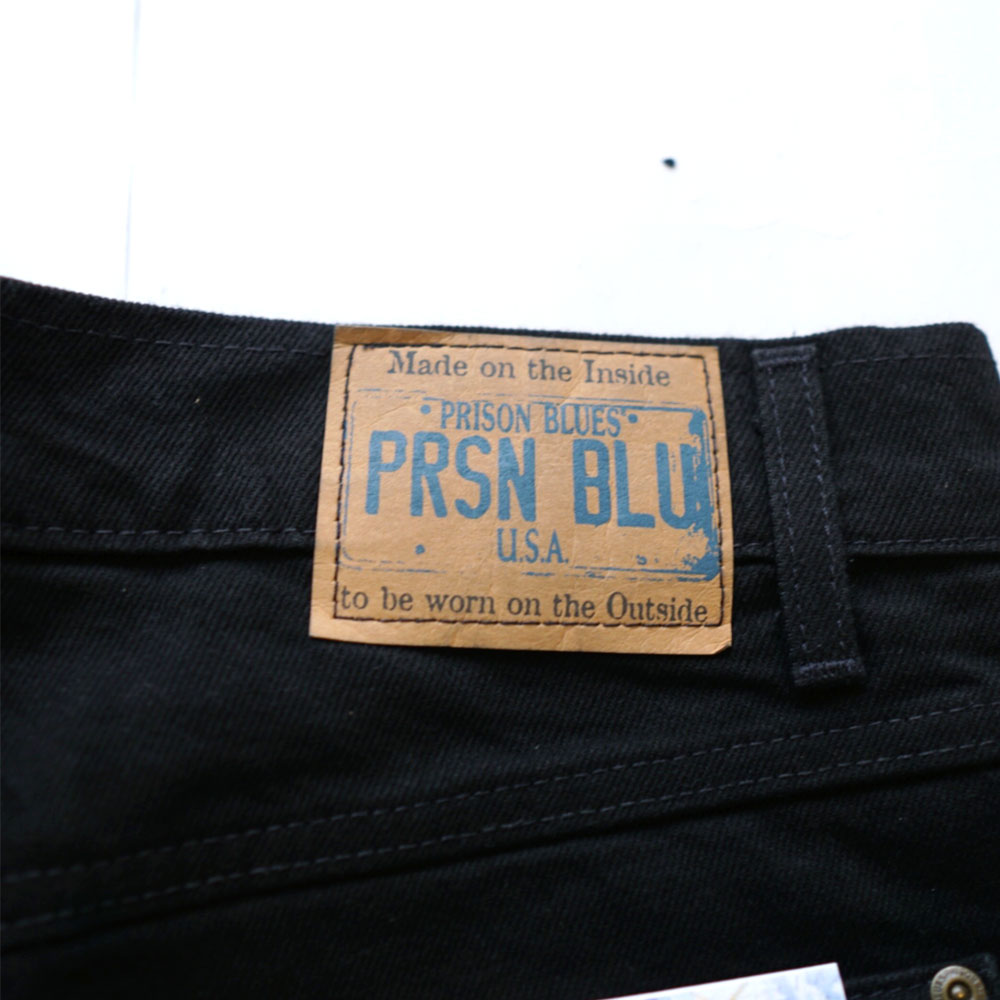 Made on the Inside
• PRISON BLUES •
PRSN BLU
U.S.A.
to be worn on the Outside